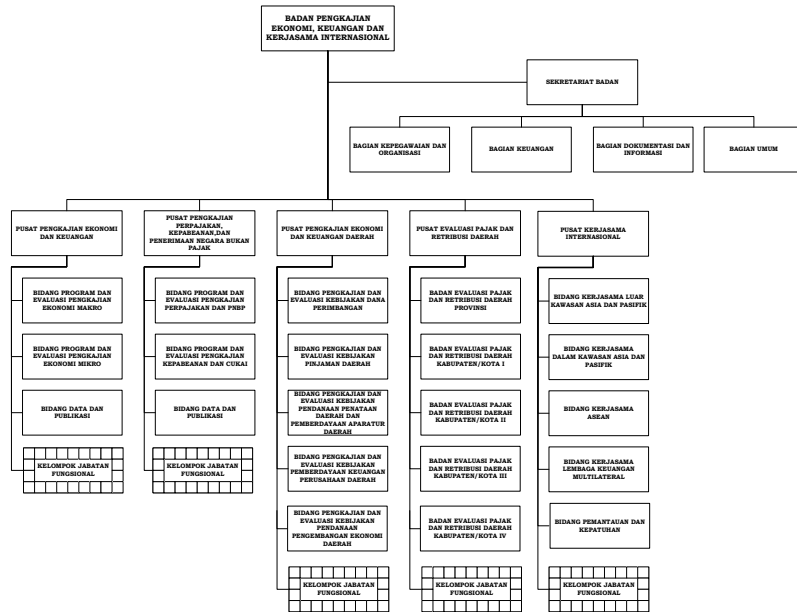 BADAN PENGKAJIAN
EKONOMI, KEUANGAN DAN
KERJASAMA INTERNASIONAL
SEKRETARIAT BADAN
BAGIAN KEPEGAWAIAN DAN
ORGANISASI
BAGIAN KEUANGAN
BAGIAN DOKUMENTASI DAN
INFORMASI
BAGIAN UMUM
PUSAT PENGKAJIAN EKONOMI
DAN KEUANGAN
PUSAT PENGKAJIAN
PERPAJAKAN,
KEPABEANAN,DAN
PENERIMAAN NEGARA BUKAN
PAJAK
PUSAT PENGKAJIAN EKONOMI
DAN KEUANGAN DAERAH
PUSAT EVALUASI PAJAK DAN
RETRIBUSI DAERAH
PUSAT KERJASAMA
INTERNASIONAL
BIDANG PROGRAM DAN
EVALUASI PENGKAJIAN
EKONOMI MAKRO
BIDANG PROGRAM DAN
EVALUASI PENGKAJIAN
EKONOMI MIKRO
BIDANG DATA DAN
PUBLIKASI
KELOMPOK JABATAN
FUNGSIONAL
BIDANG PROGRAM DAN
EVALUASI PENGKAJIAN
PERPAJAKAN DAN PNBP
BIDANG PROGRAM DAN
EVALUASI PENGKAJIAN
KEPABEANAN DAN CUKAI
BIDANG DATA DAN
PUBLIKASI
KELOMPOK JABATAN
FUNGSIONAL
BIDANG PENGKAJIAN DAN
EVALUASI KEBIJAKAN DANA
PERIMBANGAN
BIDANG PENGKAJIAN DAN
EVALUASI KEBIJAKAN
PINJAMAN DAERAH
BIDANG PENGKAJIAN DAN
EVALUASI KEBIJAKAN
PENDANAAN PENATAAN
DAERAH DAN
PEMBERDAYAAN APARATUR
DAERAH
BIDANG PENGKAJIAN DAN
EVALUASI KEBIJAKAN
PEMBERDAYAAN KEUANGAN
PERUSAHAAN DAERAH
BIDANG PENGKAJIAN DAN
EVALUASI KEBIJAKAN
PENDANAAN
PENGEMBANGAN EKONOMI
DAERAH
KELOMPOK JABATAN
FUNGSIONAL
BADAN EVALUASI PAJAK
DAN RETRIBUSI DAERAH
PROVINSI
BADAN EVALUASI PAJAK
DAN RETRIBUSI DAERAH
KABUPATEN/KOTA I
BADAN EVALUASI PAJAK
DAN RETRIBUSI DAERAH
KABUPATEN/KOTA II
BADAN EVALUASI PAJAK
DAN RETRIBUSI DAERAH
KABUPATEN/KOTA III
BADAN EVALUASI PAJAK
DAN RETRIBUSI DAERAH
KABUPATEN/KOTA IV
KELOMPOK JABATAN
FUNGSIONAL
BIDANG KERJASAMA LUAR
KAWASAN ASIA DAN PASIFIK
BIDANG KERJASAMA
DALAM KAWASAN ASIA DAN
PASIFIK
BIDANG KERJASAMA
ASEAN
BIDANG KERJASAMA
LEMBAGA KEUANGAN
MULTILATERAL
BIDANG PEMANTAUAN DAN
KEPATUHAN
KELOMPOK JABATAN
FUNGSIONAL